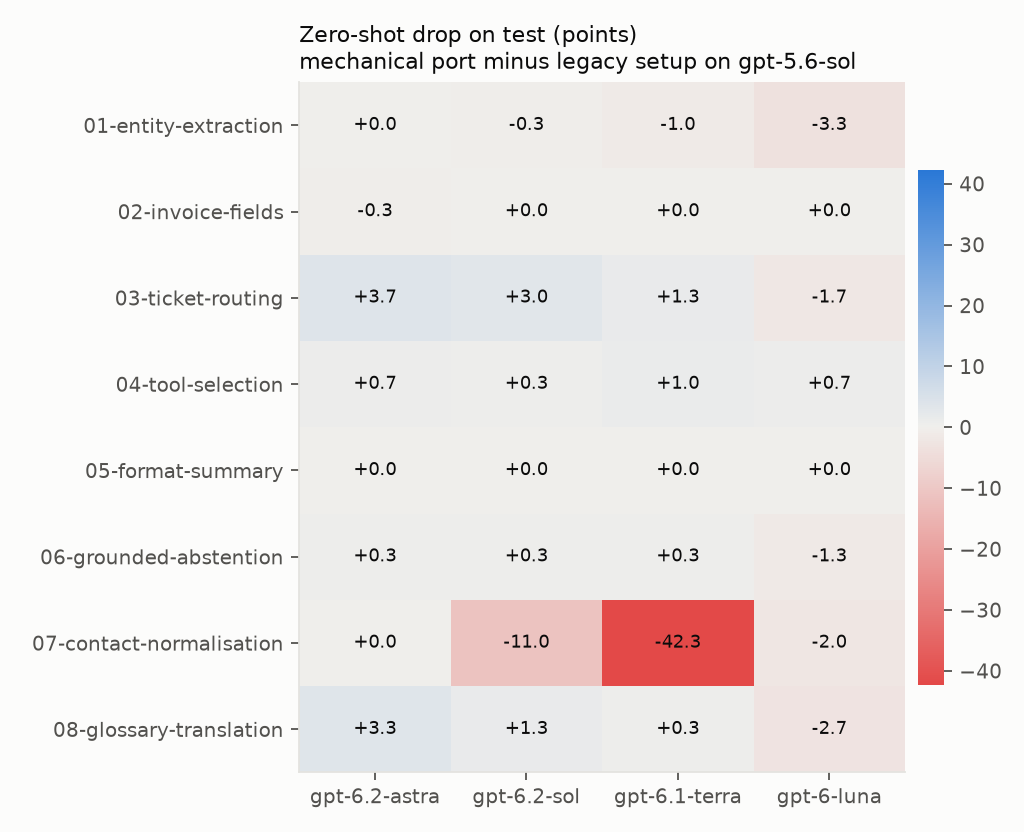 Zero-shot drop on test (points)
mechanical port minus legacy setup on gpt-5.6-sol
01-entity-extraction +0.0 -0.3 -1.0 -3.3
02-invoice-fields -0.3 +0.0 +0.0 +0.0
03-ticket-routing +3.7 +3.0 +1.3 -1.7
04-tool-selection +0.7 +0.3 +1.0 +0.7
05-format-summary +0.0 +0.0 +0.0 +0.0
06-grounded-abstention +0.3 +0.3 +0.3 -1.3
07-contact-normalisation +0.0 -11.0 -42.3 -2.0
08-glossary-translation +3.3 +1.3 +0.3 -2.7
gpt-6.2-astra gpt-6.2-sol gpt-6.1-terra gpt-6-luna
40
30
20
10
0
−10
−20
−30
−40